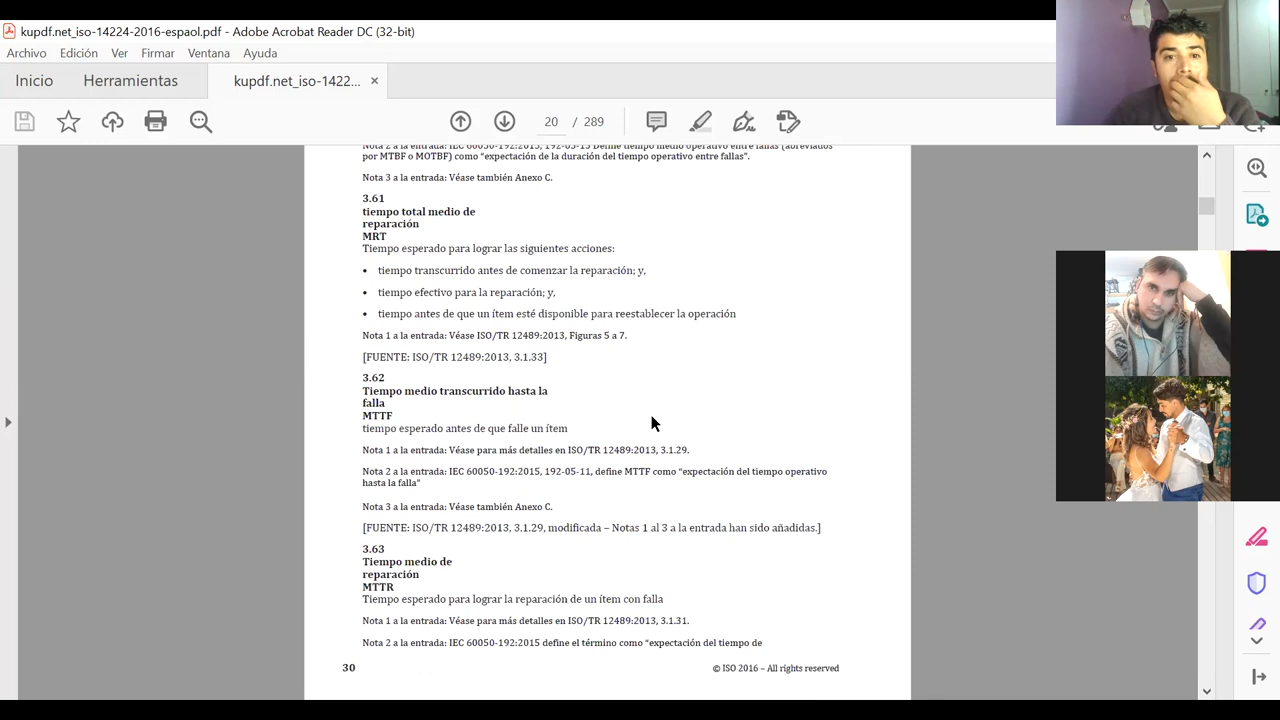 kupdf.net_iso-14224-2016-espaol.pdf - Adobe Acrobat Reader DC (32-bit)
Archivo Edición Ver Firmar Ventana Ayuda
Inicio Herramientas kupdf.net_iso-1422... ×
20 / 289
Nota 2 a la entrada: IEC 60050-192:2015, 192-05-13 Define tiempo medio operativo entre fallas (abreviados
por MTBF o MOTBF) como “expectación de la duración del tiempo operativo entre fallas”.
Nota 3 a la entrada: Véase también Anexo C.
3.61
tiempo total medio de
reparación
MRT
Tiempo esperado para lograr las siguientes acciones:
• tiempo transcurrido antes de comenzar la reparación; y,
• tiempo efectivo para la reparación; y,
• tiempo antes de que un ítem esté disponible para reestablecer la operación
Nota 1 a la entrada: Véase ISO/TR 12489:2013, Figuras 5 a 7.
[FUENTE: ISO/TR 12489:2013, 3.1.33]
3.62
Tiempo medio transcurrido hasta la
falla
MTTF
tiempo esperado antes de que falle un ítem
Nota 1 a la entrada: Véase para más detalles en ISO/TR 12489:2013, 3.1.29.
Nota 2 a la entrada: IEC 60050-192:2015, 192-05-11, define MTTF como “expectación del tiempo operativo
hasta la falla”
Nota 3 a la entrada: Véase también Anexo C.
[FUENTE: ISO/TR 12489:2013, 3.1.29, modificada – Notas 1 al 3 a la entrada han sido añadidas.]
3.63
Tiempo medio de
reparación
MTTR
Tiempo esperado para lograr la reparación de un ítem con falla
Nota 1 a la entrada: Véase para más detalles en ISO/TR 12489:2013, 3.1.31.
Nota 2 a la entrada: IEC 60050-192:2015 define el término como “expectación del tiempo de
30 © ISO 2016 – All rights reserved